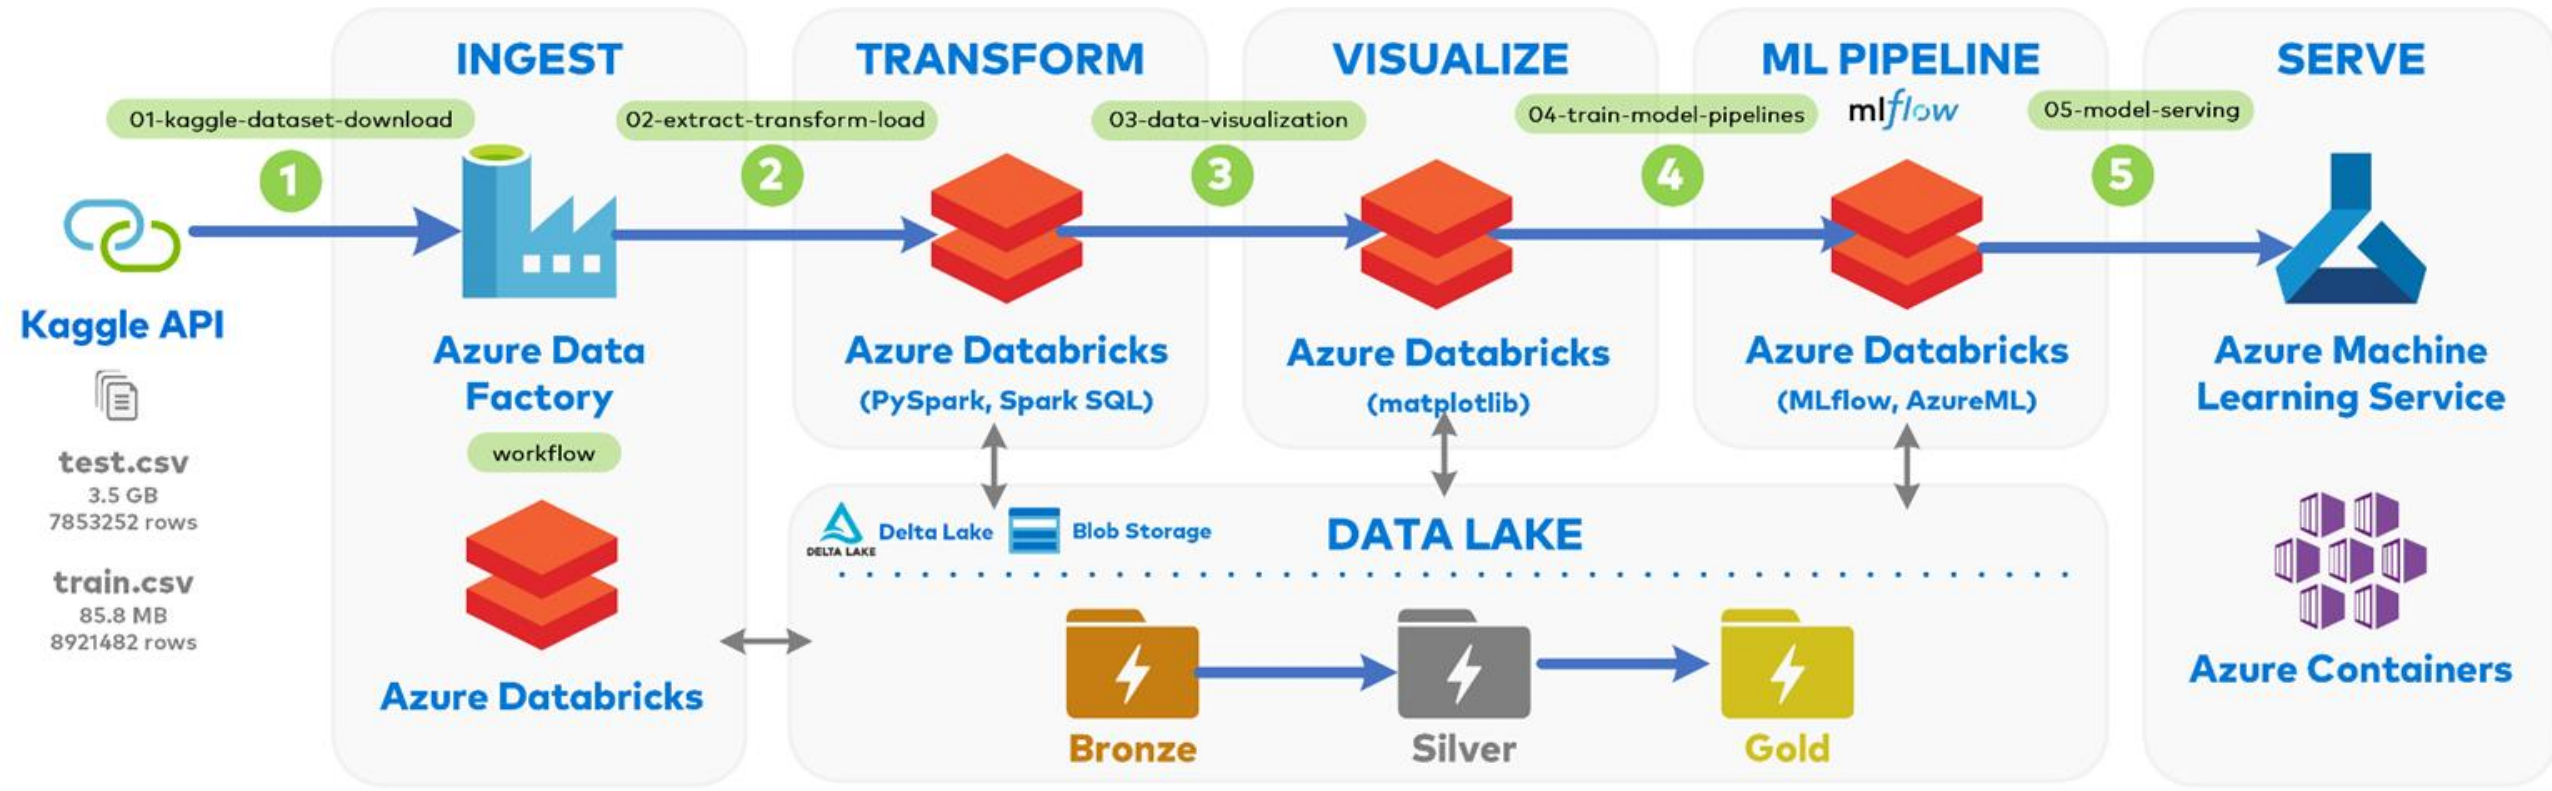 INGEST
TRANSFORM
VISUALIZE
ML PIPELINE
SERVE
01-kaggle-dataset-download
02-extract-transform-load
03-data-visualization
04-train-model-pipelines
mlflow
05-model-serving
1
2
3
4
5
Kaggle API
test.csv
3.5 GB
7853252 rows
train.csv
85.8 MB
8921482 rows
Azure Data
Factory
workflow
Azure Databricks
Azure Databricks
(PySpark, Spark SQL)
Azure Databricks
(matplotlib)
Azure Databricks
(MLflow, AzureML)
Azure Machine
Learning Service
Azure Containers
DELTA LAKE
Delta Lake
Blob Storage
DATA LAKE
Bronze
Silver
Gold